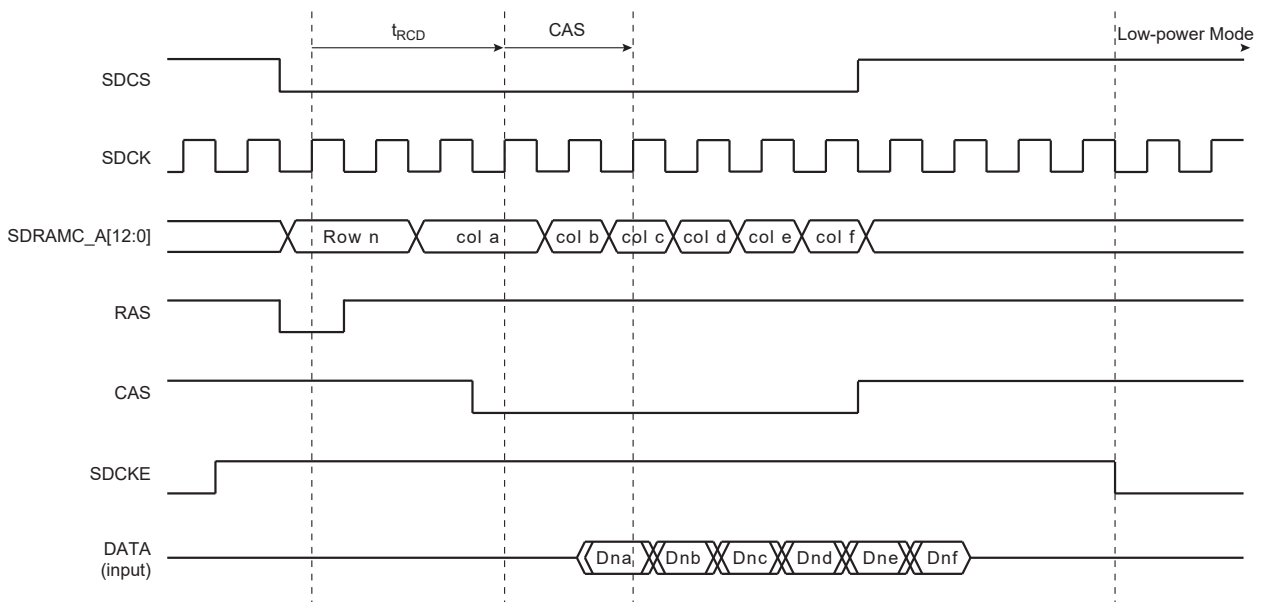 tRCD CAS Low-power Mode
SDCS
SDCK
SDRAMC_A[12:0] Row n col a col b col c col d col e col f
RAS
CAS
SDCKE
DATA
(input) Dna Dnb Dnc Dnd Dne Dnf